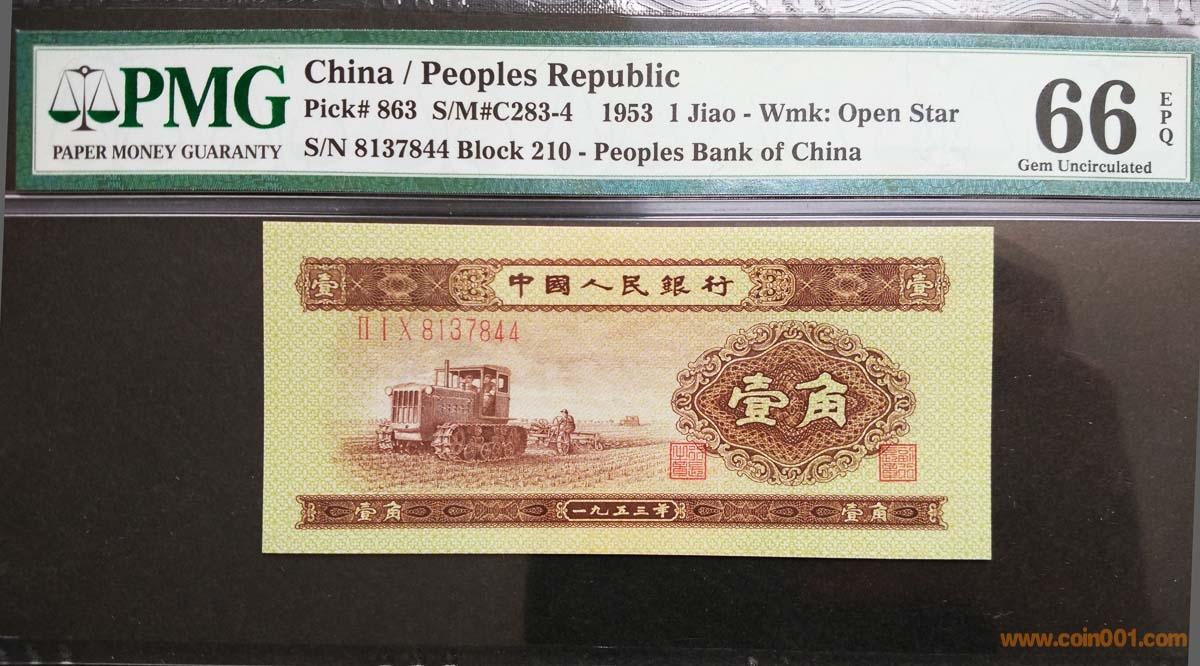 PMG
PAPER MONEY GUARANTY
China / Peoples Republic
Pick# 863 S/M#C283-4 1953 1 Jiao - Wmk: Open Star
S/N 8137844 Block 210 - Peoples Bank of China
66
EPQ
Gem Uncirculated
壹 中國人民銀行 壹
ⅡⅠⅩ 8137844
壹角
壹角 一九五三年 壹角
www.coin001.com